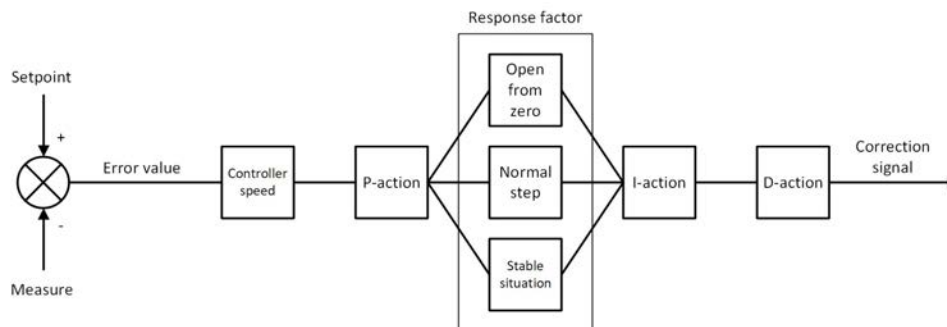 Response factor
Setpoint
+
Error value
-
Measure
Controller
speed
P-action
Open
from
zero
Normal
step
Stable
situation
I-action
D-action
Correction
signal